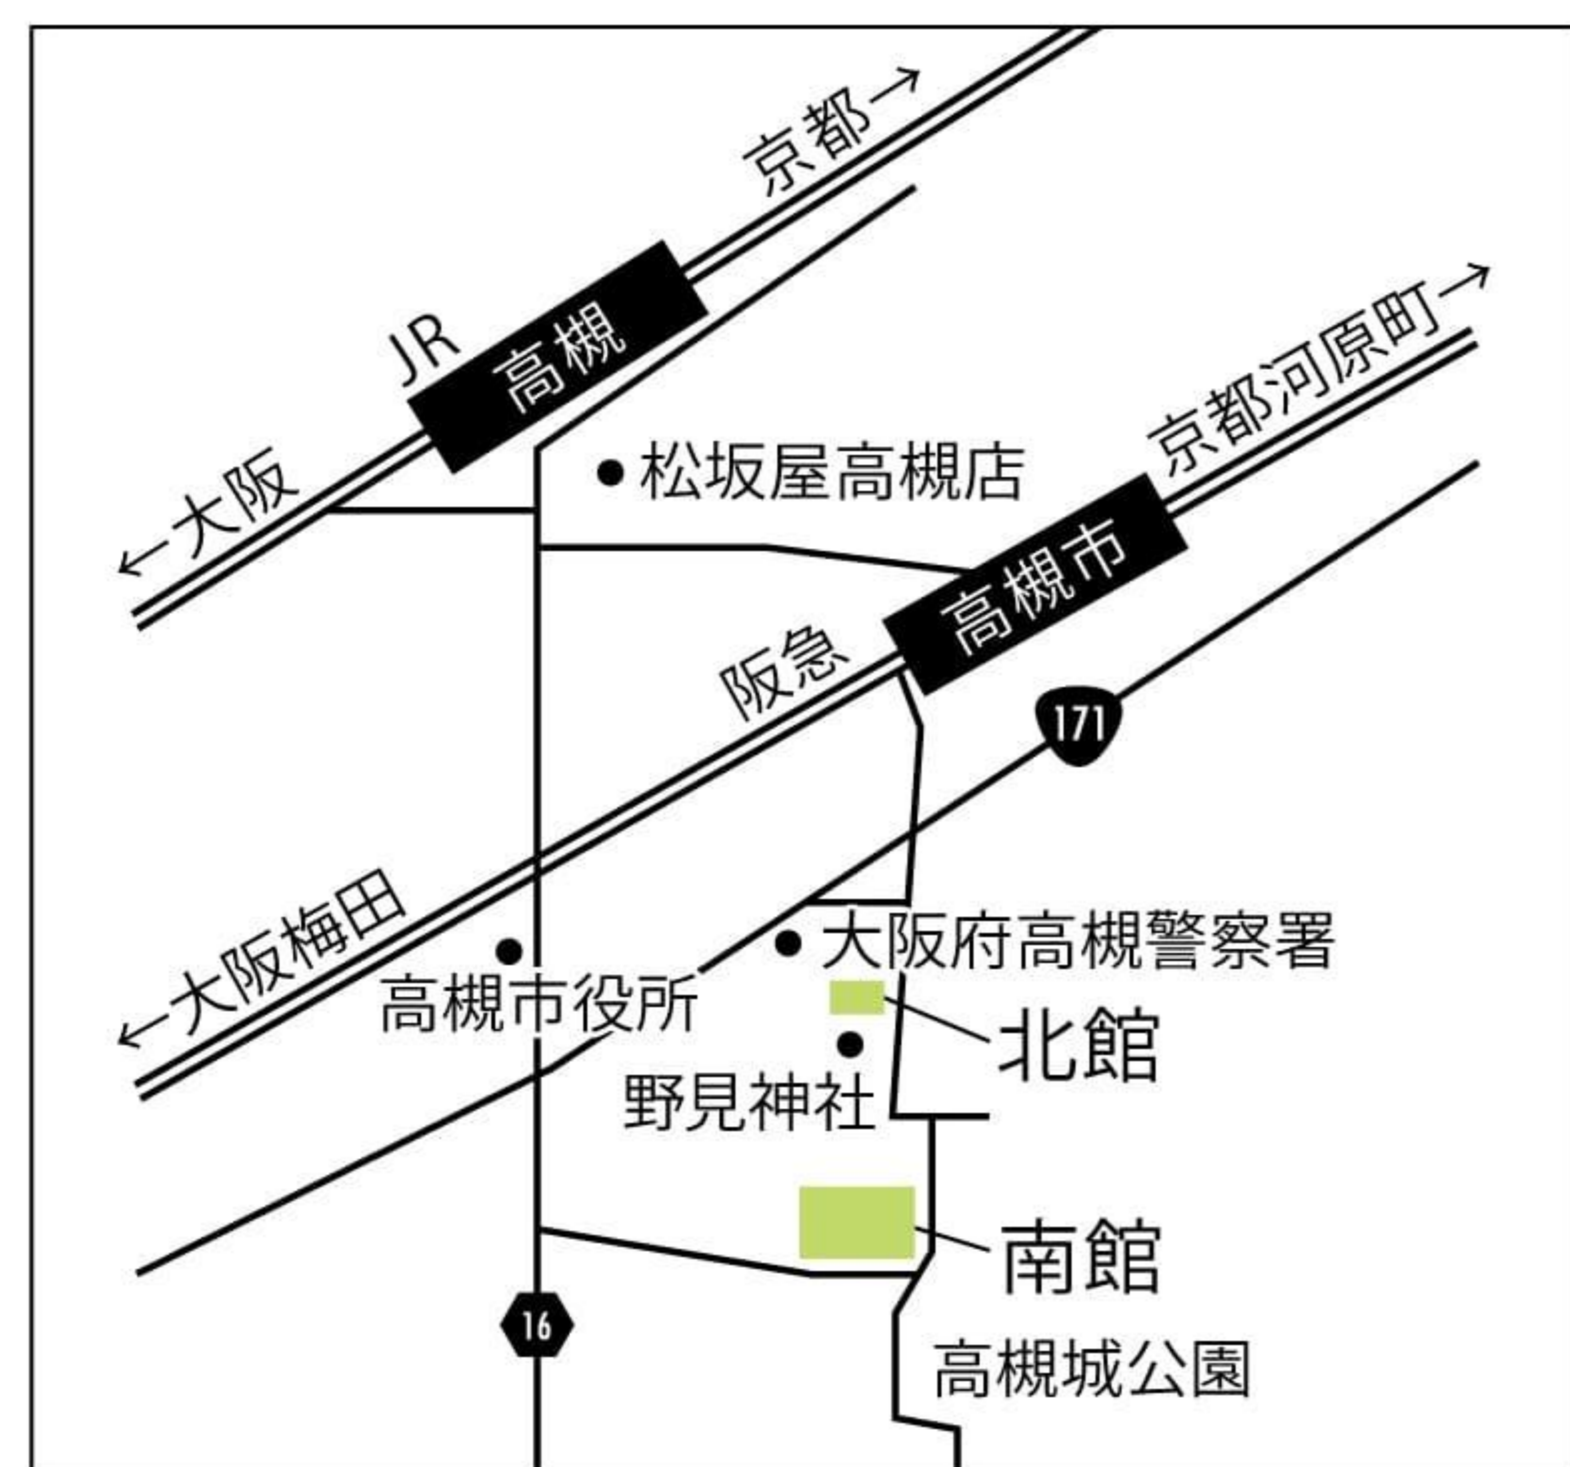 京都→
JR
高槻
←大阪
松坂屋高槻店
京都河原町→
高槻市
阪急
171
←大阪梅田
大阪府高槻警察署
高槻市役所
北館
野見神社
南館
16
高槻城公園